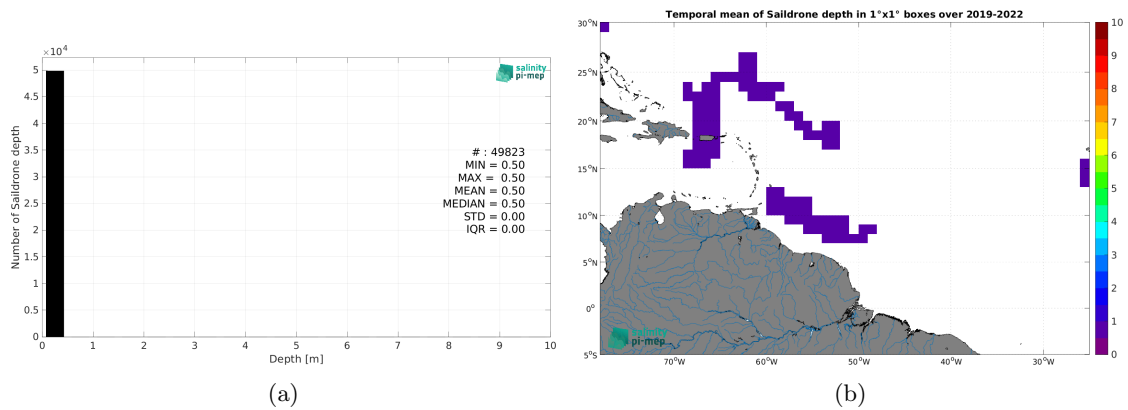 ×10⁴
5
4.5
4
3.5
3
2.5
2
1.5
1
0.5
0
Number of Saildrone depth
1 2 3 4 5 6 7 8 9 10
Depth [m]
salinity
pi-mep
# : 49823
MIN = 0.50
MAX = 0.50
MEAN = 0.50
MEDIAN = 0.50
STD = 0.00
IQR = 0.00
(a)
Temporal mean of Saildrone depth in 1°x1° boxes over 2019-2022
30°N
25°N
20°N
15°N
10°N
5°N
0°
5°S
70°W 60°W 50°W 40°W 30°W
salinity
pi-mep
10
9
8
7
6
5
4
3
2
1
0
(b)